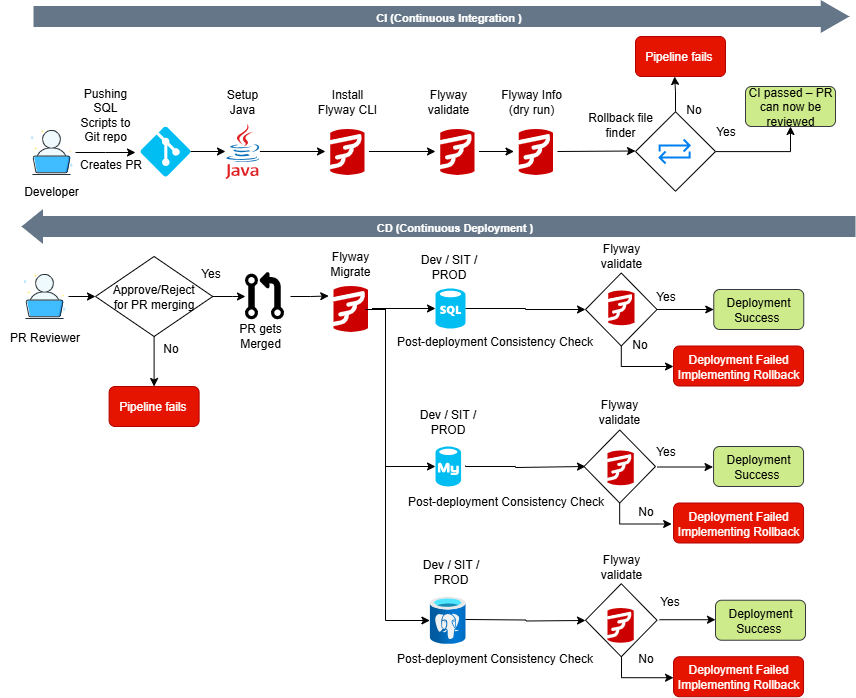 CI (Continuous Integration )
Pipeline fails
Pushing
SQL
Scripts to
Git repo
Creates PR
Developer
Setup
Java
Java
Install
Flyway CLI
Flyway
validate
Flyway Info
(dry run)
Rollback file
finder
No
Yes
CI passed – PR
can now be
reviewed
CD (Continuous Deployment )
PR Reviewer
Approve/Reject
for PR merging
Yes
No
Pipeline fails
PR gets
Merged
Flyway
Migrate
Dev / SIT /
PROD
SQL
Post-deployment Consistency Check
Flyway
validate
Yes
No
Deployment
Success
Deployment Failed
Implementing Rollback
Dev / SIT /
PROD
My
Post-deployment Consistency Check
Flyway
validate
Yes
No
Deployment
Success
Deployment Failed
Implementing Rollback
Dev / SIT /
PROD
Post-deployment Consistency Check
Flyway
validate
Yes
No
Deployment
Success
Deployment Failed
Implementing Rollback